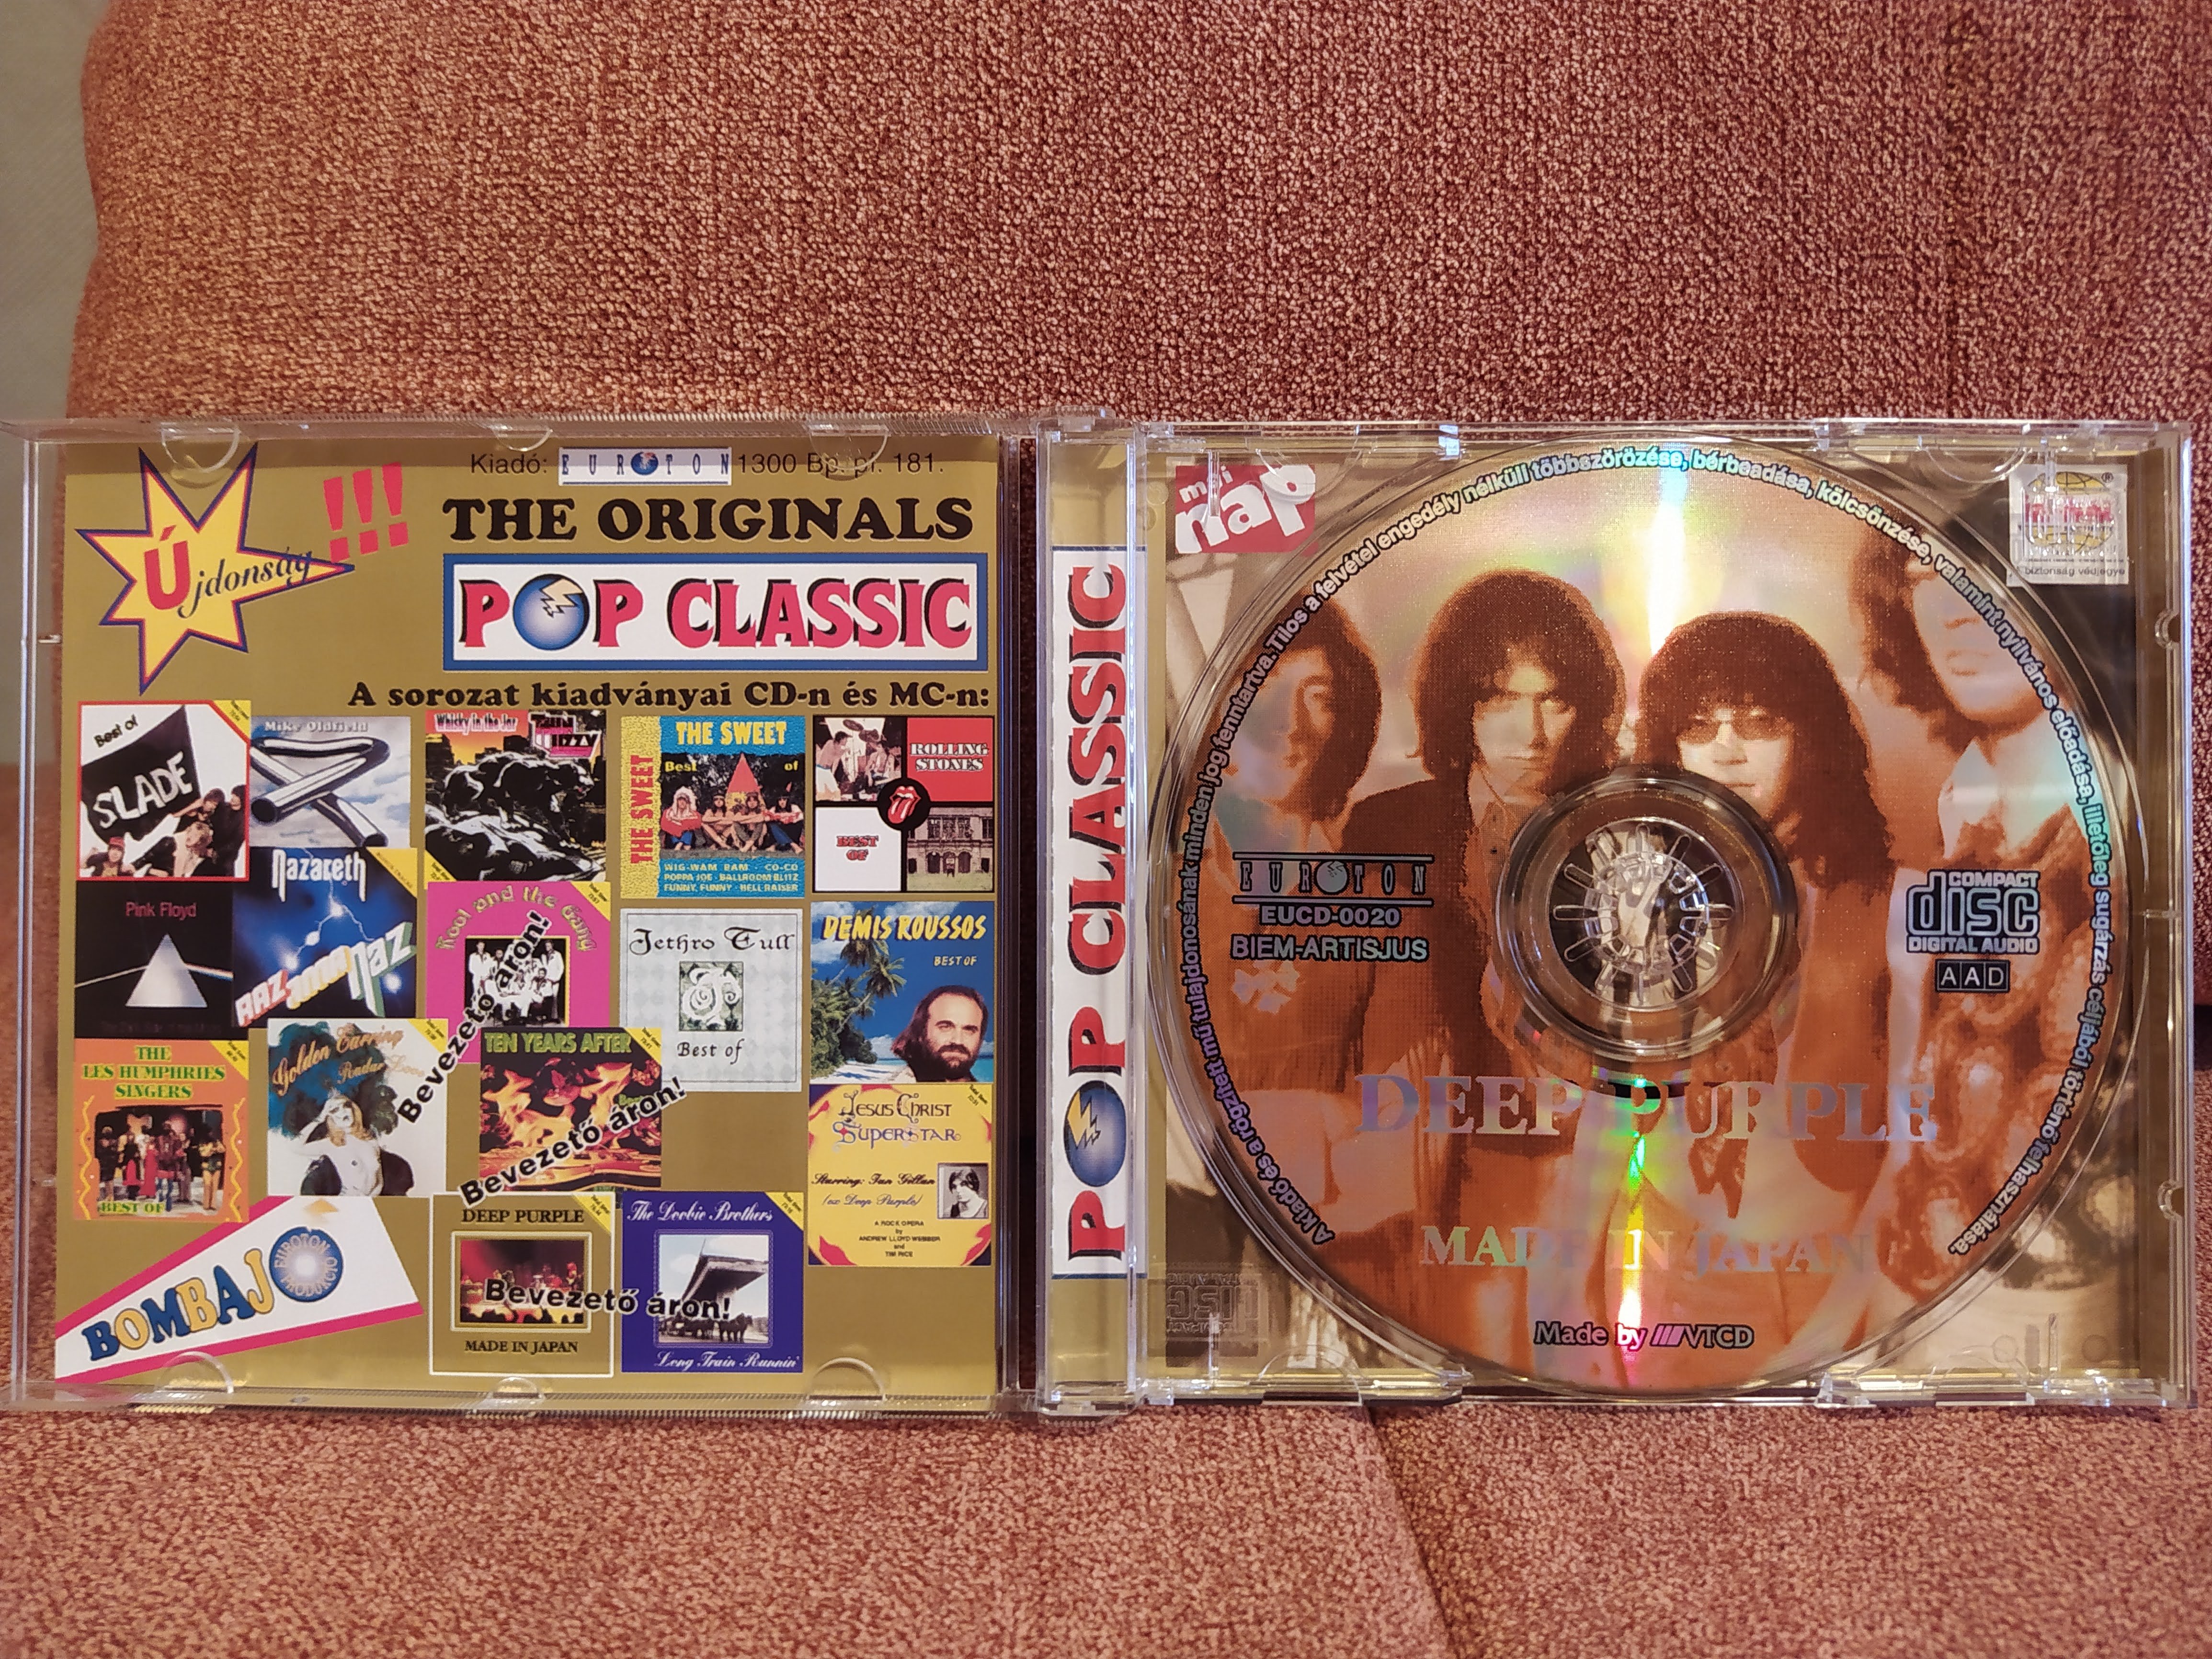 Újdonság!!!
Kiadó: EUROTON 1300 Bp. pf. 181.
THE ORIGINALS
POP CLASSIC
A sorozat kiadványai CD-n és MC-n:
Best of
SLADE
Mike Oldfield
Whisky in the Jar
THIN LIZZY
THE SWEET
THE SWEET
Best of
WIG-WAM BAM · CO-CO
POPPA JOE · BALLROOM BLITZ
FUNNY, FUNNY · HELL RAISER
ROLLING
STONES
BEST
OF
Pink Floyd
Nazareth
RAZAMANAZ
Kool and the Gang
Bevezető áron!
Jethro Tull
Best of
DEMIS ROUSSOS
BEST OF
THE
LES HUMPHRIES
SINGERS
BEST OF
Golden Earring
Radar Love
TEN YEARS AFTER
Bevezető áron!
JESUS CHRIST
SUPERSTAR
Starring: Ian Gillan
(ex Deep Purple)
A ROCK OPERA
by
ANDREW LLOYD WEBBER
and
TIM RICE
BOMBAJ
EUROTON PRODUKCIÓ
DEEP PURPLE
MADE IN JAPAN
The Doobie Brothers
Long Train Runnin'
Bevezető áron!
POP CLASSIC
mai
nap
biztonság védjegye
A kiadó és a rögzített mű tulajdonosának minden jog fenntartva. Tilos a felvétel engedély nélküli többszörözése, bérbeadása, kölcsönzése, valamint nyilvános előadása, illetőleg sugárzás céljából történő felhasználása.
EUROTON
EUCD-0020
BIEM-ARTISJUS
COMPACT
disc
DIGITAL AUDIO
AAD
DEEP PURPLE
MADE IN JAPAN
Made by VTCD